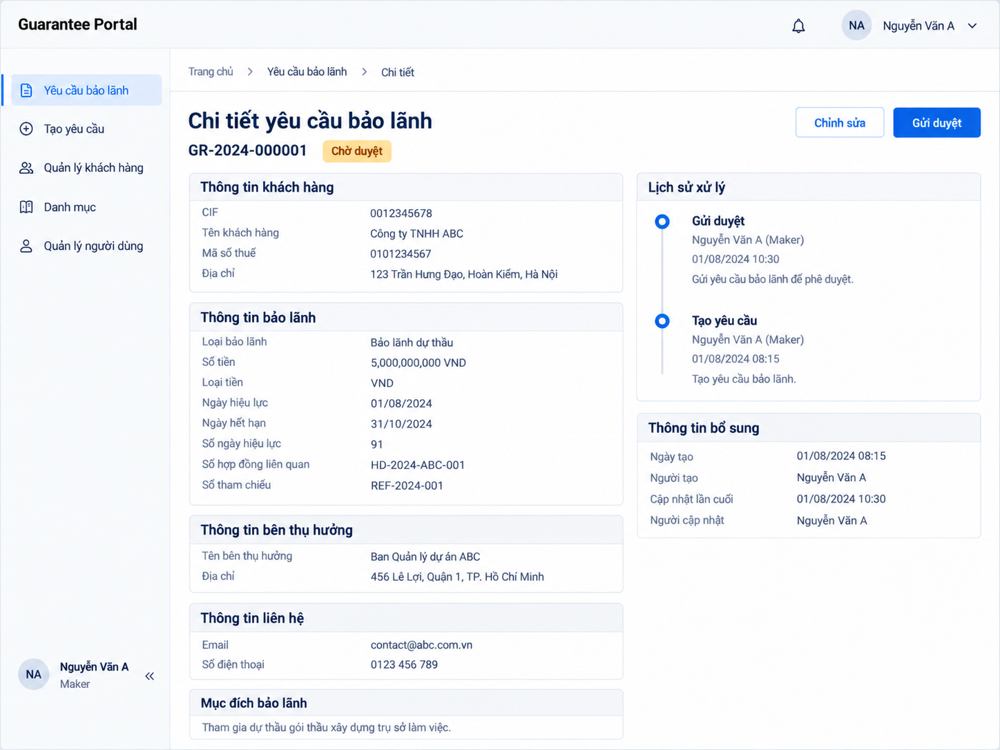 Guarantee Portal
NA
Nguyễn Văn A
Yêu cầu bảo lãnh
Tạo yêu cầu
Quản lý khách hàng
Danh mục
Quản lý người dùng
NA
Nguyễn Văn A
Maker
Trang chủ > Yêu cầu bảo lãnh > Chi tiết
Chi tiết yêu cầu bảo lãnh
Chỉnh sửa
Gửi duyệt
GR-2024-000001
Chờ duyệt
Thông tin khách hàng
CIF 0012345678
Tên khách hàng Công ty TNHH ABC
Mã số thuế 0101234567
Địa chỉ 123 Trần Hưng Đạo, Hoàn Kiếm, Hà Nội
Thông tin bảo lãnh
Loại bảo lãnh Bảo lãnh dự thầu
Số tiền 5,000,000,000 VND
Loại tiền VND
Ngày hiệu lực 01/08/2024
Ngày hết hạn 31/10/2024
Số ngày hiệu lực 91
Số hợp đồng liên quan HD-2024-ABC-001
Số tham chiếu REF-2024-001
Thông tin bên thụ hưởng
Tên bên thụ hưởng Ban Quản lý dự án ABC
Địa chỉ 456 Lê Lợi, Quận 1, TP. Hồ Chí Minh
Thông tin liên hệ
Email contact@abc.com.vn
Số điện thoại 0123 456 789
Mục đích bảo lãnh
Tham gia dự thầu gói thầu xây dựng trụ sở làm việc.
Lịch sử xử lý
Gửi duyệt
Nguyễn Văn A (Maker)
01/08/2024 10:30
Gửi yêu cầu bảo lãnh để phê duyệt.
Tạo yêu cầu
Nguyễn Văn A (Maker)
01/08/2024 08:15
Tạo yêu cầu bảo lãnh.
Thông tin bổ sung
Ngày tạo 01/08/2024 08:15
Người tạo Nguyễn Văn A
Cập nhật lần cuối 01/08/2024 10:30
Người cập nhật Nguyễn Văn A